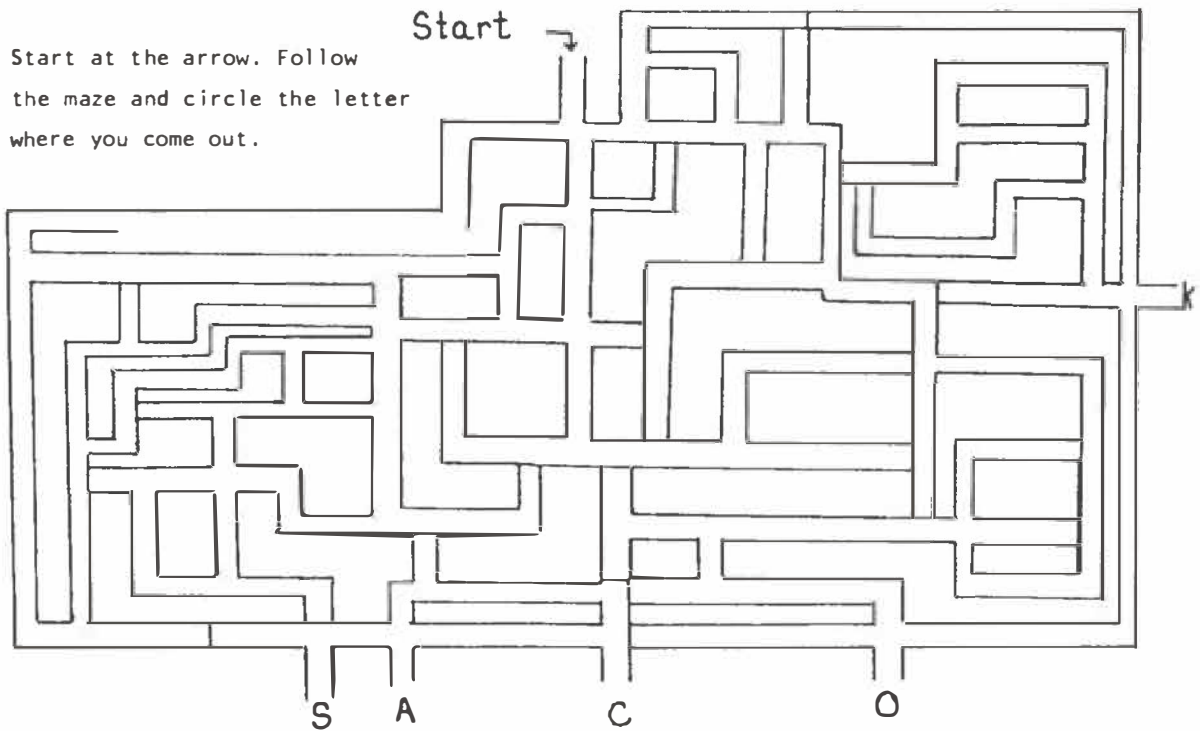 Start
Start at the arrow. Follow
the maze and circle the letter
where you come out.
k
S A C O